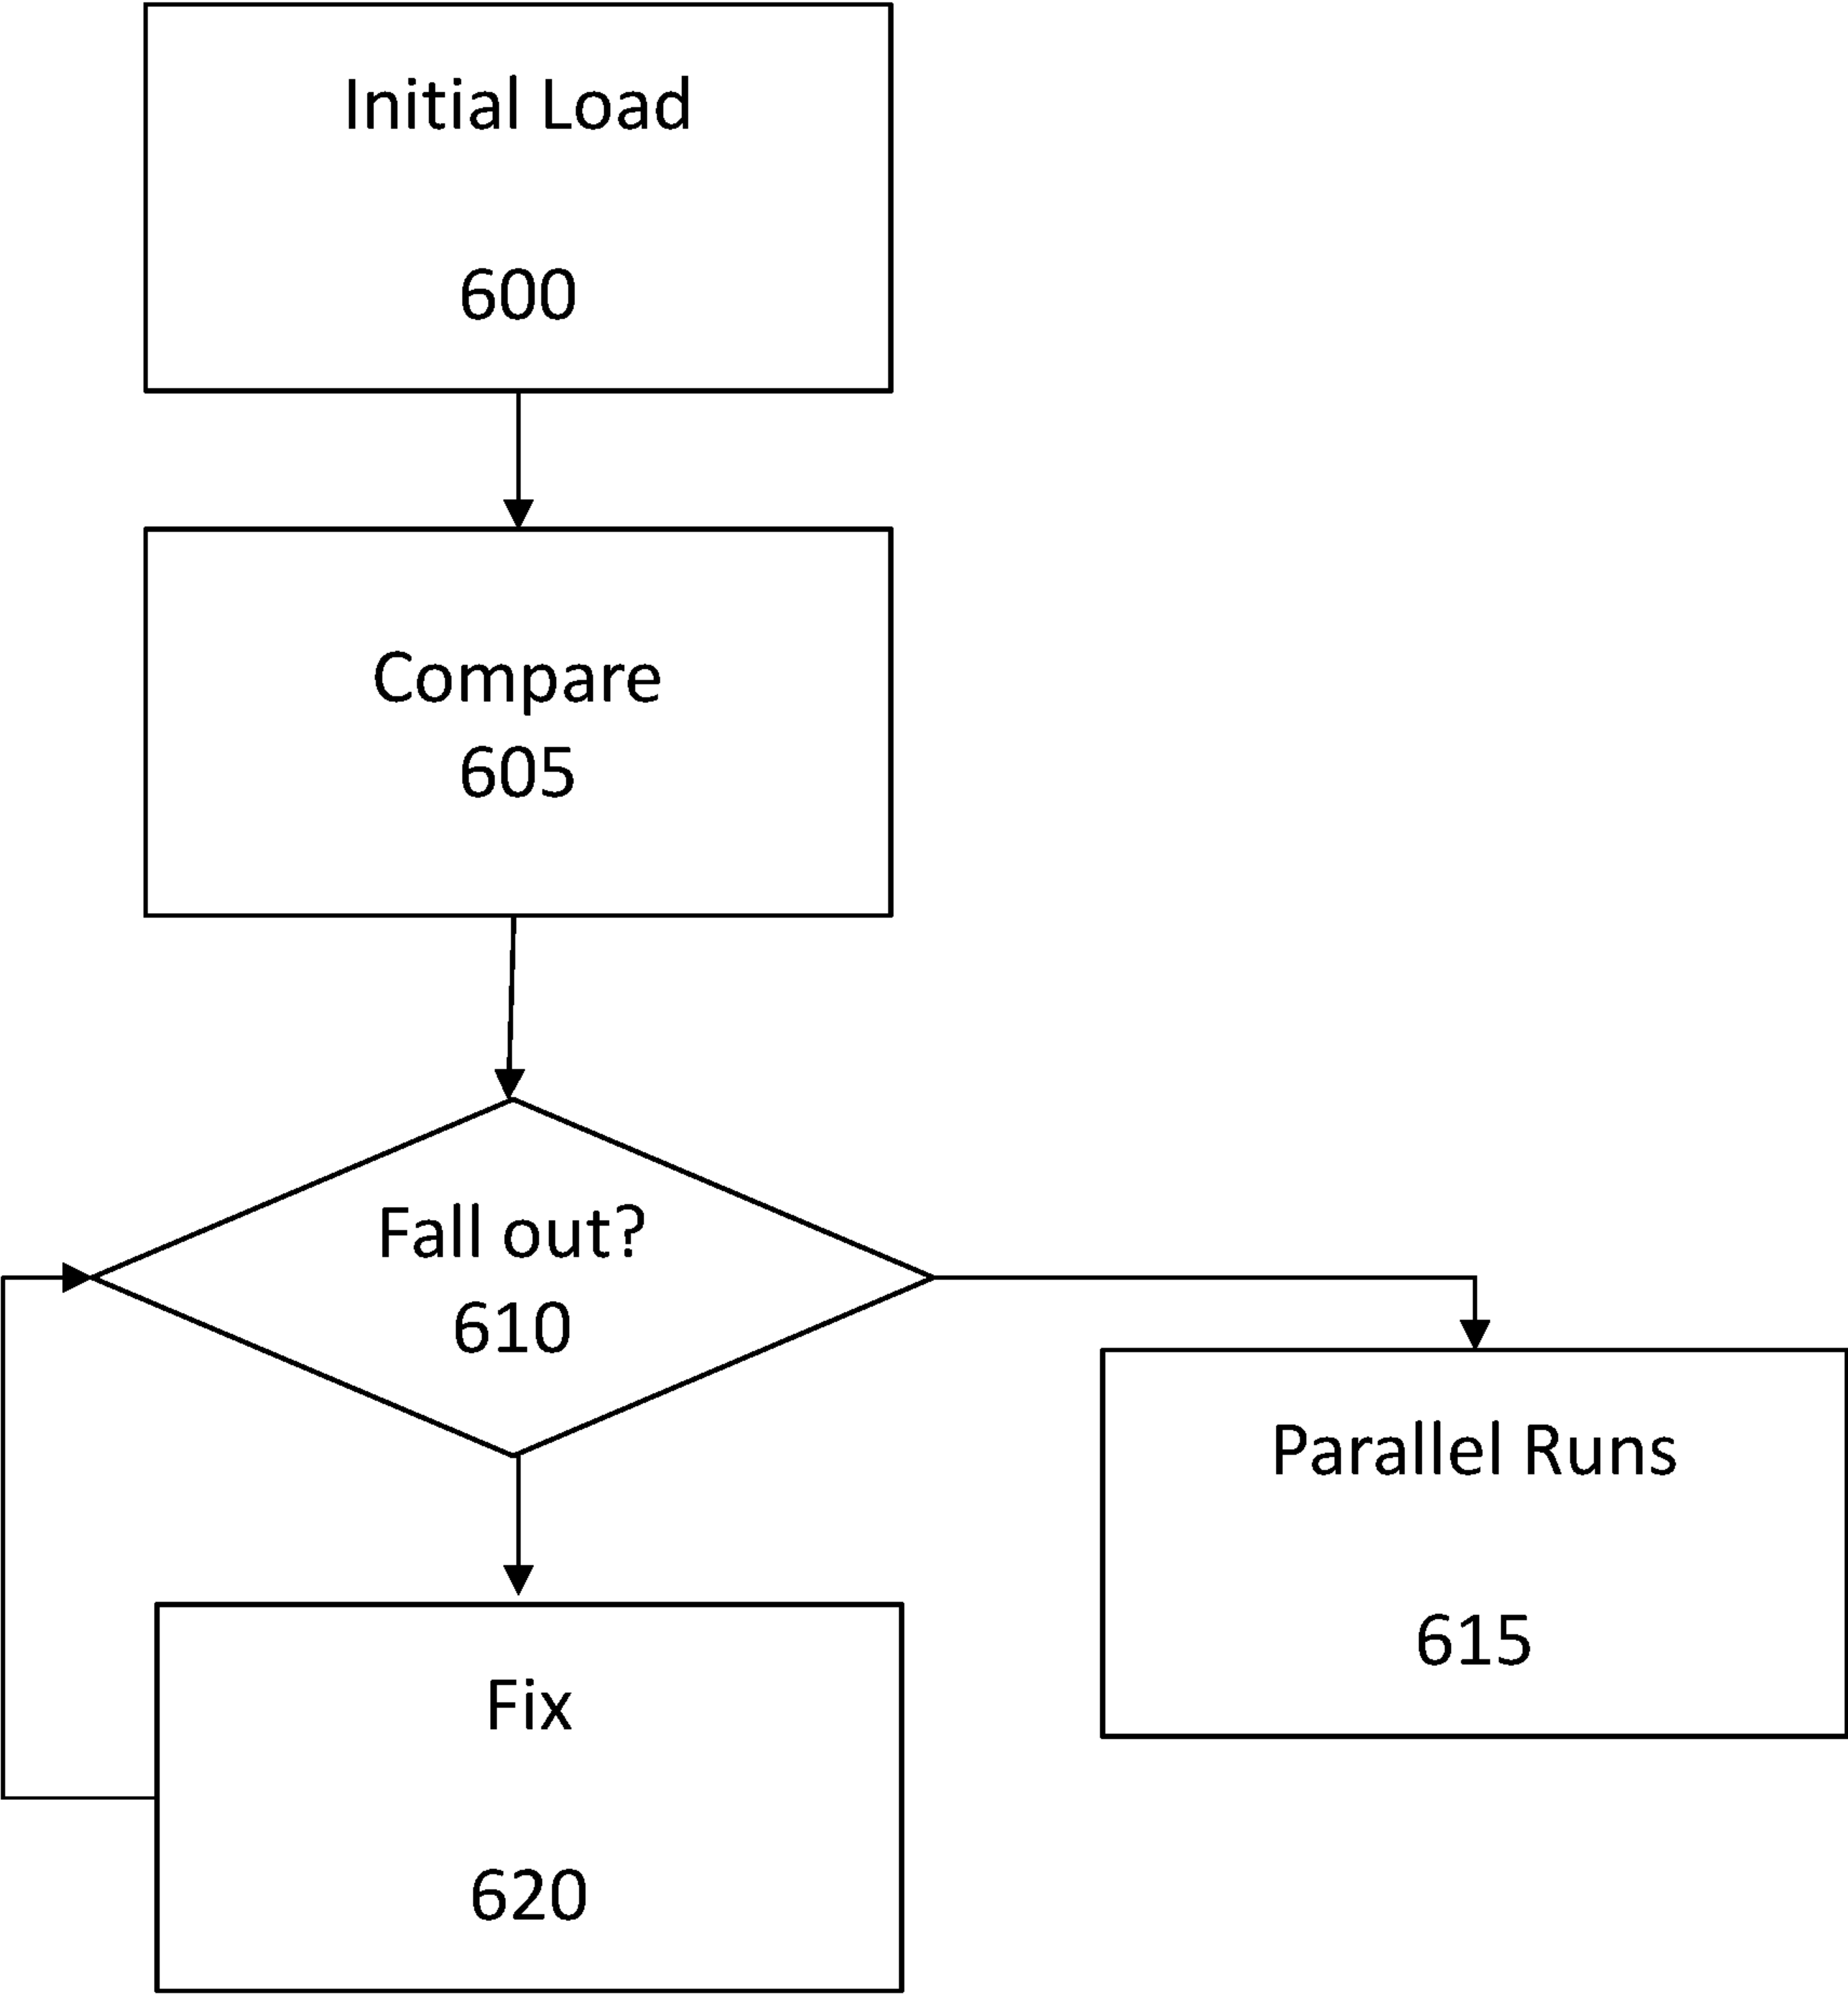 Initial Load
600
Compare
605
Fall out?
610
Parallel Runs
615
Fix
620